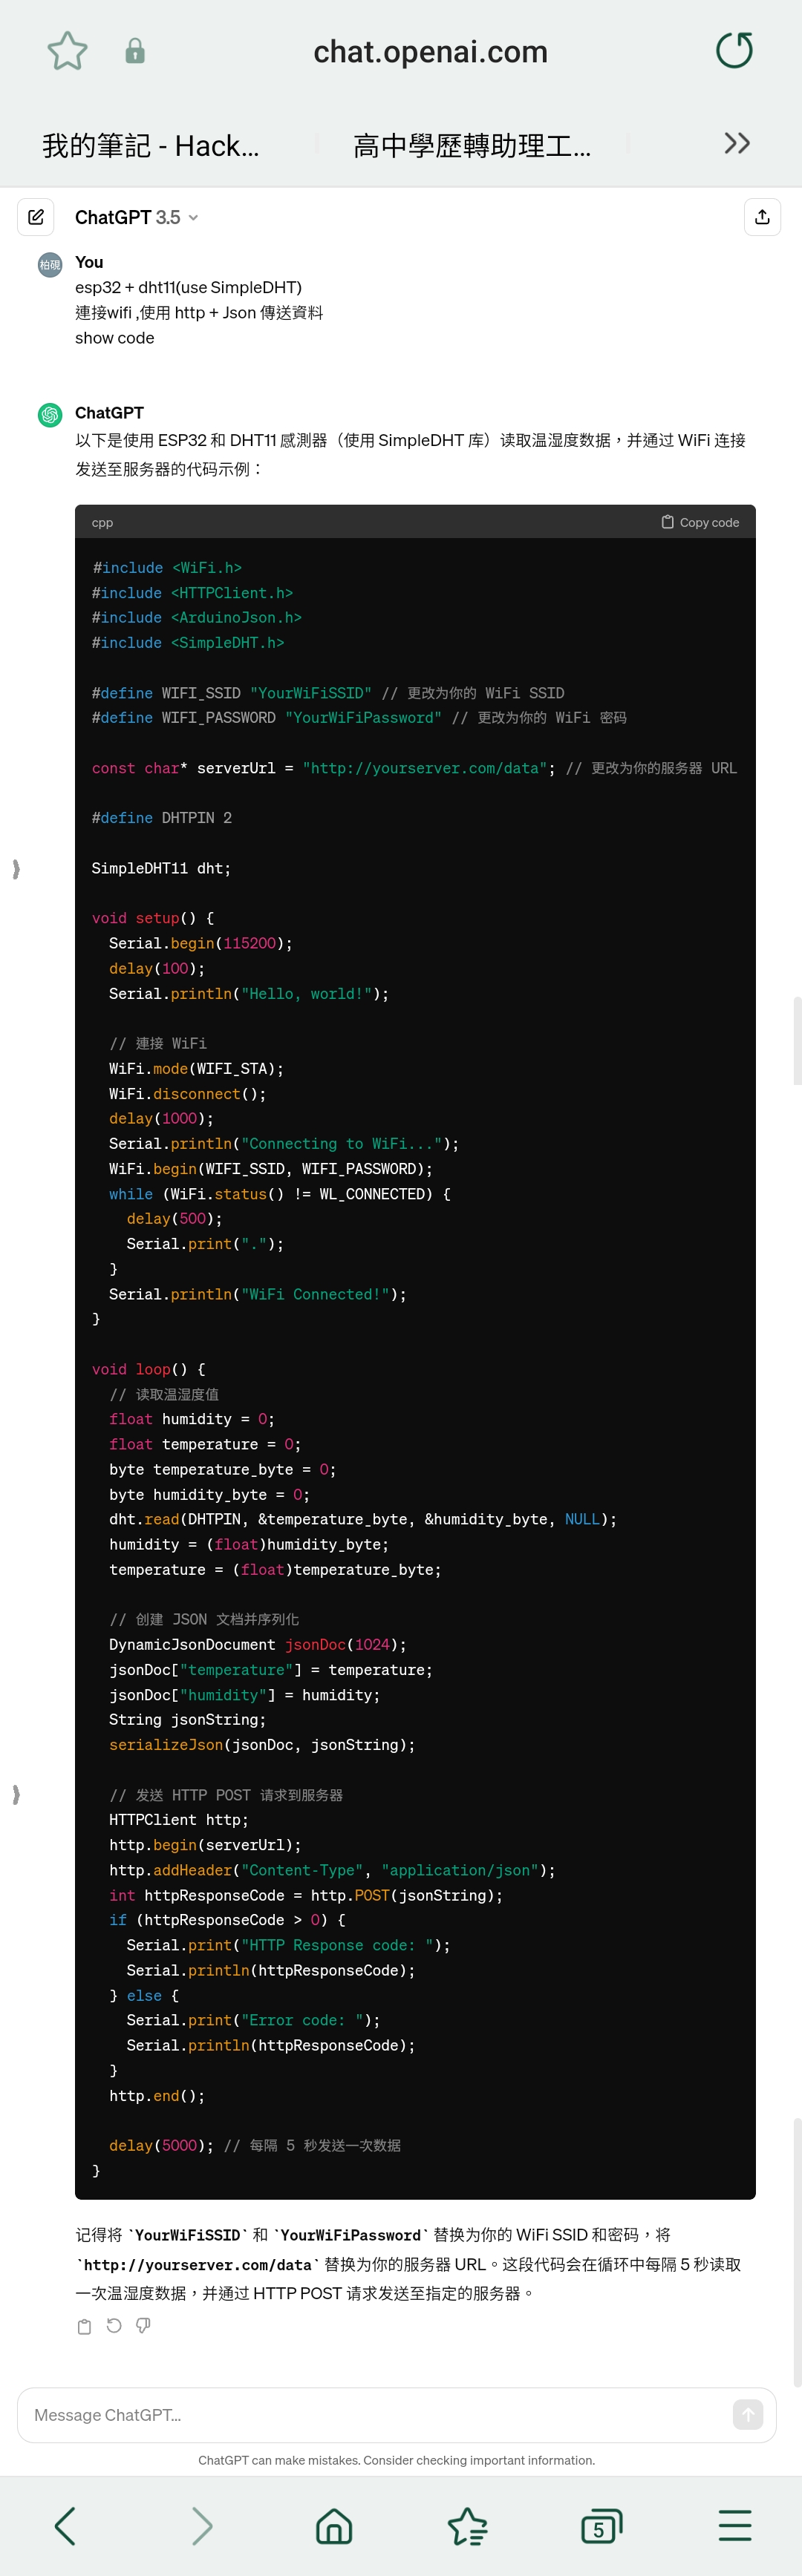 chat.openai.com
我的筆記 - Hack...
高中學歷轉助理工...
ChatGPT 3.5
柏硯
You
esp32 + dht11(use SimpleDHT)
連接wifi ,使用 http + Json 傳送資料
show code
ChatGPT
以下是使用 ESP32 和 DHT11 感測器（使用 SimpleDHT 库）读取温湿度数据，并通过 WiFi 连接
发送至服务器的代码示例：
cpp
Copy code
#include <WiFi.h>
#include <HTTPClient.h>
#include <ArduinoJson.h>
#include <SimpleDHT.h>
#define WIFI_SSID "YourWiFiSSID" // 更改为你的 WiFi SSID
#define WIFI_PASSWORD "YourWiFiPassword" // 更改为你的 WiFi 密码
const char* serverUrl = "http://yourserver.com/data"; // 更改为你的服务器 URL
#define DHTPIN 2
SimpleDHT11 dht;
void setup() {
  Serial.begin(115200);
  delay(100);
  Serial.println("Hello, world!");
  // 連接 WiFi
  WiFi.mode(WIFI_STA);
  WiFi.disconnect();
  delay(1000);
  Serial.println("Connecting to WiFi...");
  WiFi.begin(WIFI_SSID, WIFI_PASSWORD);
  while (WiFi.status() != WL_CONNECTED) {
    delay(500);
    Serial.print(".");
  }
  Serial.println("WiFi Connected!");
}
void loop() {
  // 读取温湿度值
  float humidity = 0;
  float temperature = 0;
  byte temperature_byte = 0;
  byte humidity_byte = 0;
  dht.read(DHTPIN, &temperature_byte, &humidity_byte, NULL);
  humidity = (float)humidity_byte;
  temperature = (float)temperature_byte;
  // 创建 JSON 文档并序列化
  DynamicJsonDocument jsonDoc(1024);
  jsonDoc["temperature"] = temperature;
  jsonDoc["humidity"] = humidity;
  String jsonString;
  serializeJson(jsonDoc, jsonString);
  // 发送 HTTP POST 请求到服务器
  HTTPClient http;
  http.begin(serverUrl);
  http.addHeader("Content-Type", "application/json");
  int httpResponseCode = http.POST(jsonString);
  if (httpResponseCode > 0) {
    Serial.print("HTTP Response code: ");
    Serial.println(httpResponseCode);
  } else {
    Serial.print("Error code: ");
    Serial.println(httpResponseCode);
  }
  http.end();
  delay(5000); // 每隔 5 秒发送一次数据
}
记得将 `YourWiFiSSID` 和 `YourWiFiPassword` 替换为你的 WiFi SSID 和密码，将
`http://yourserver.com/data` 替换为你的服务器 URL。这段代码会在循环中每隔 5 秒读取
一次温湿度数据，并通过 HTTP POST 请求发送至指定的服务器。
Message ChatGPT...
ChatGPT can make mistakes. Consider checking important information.
5